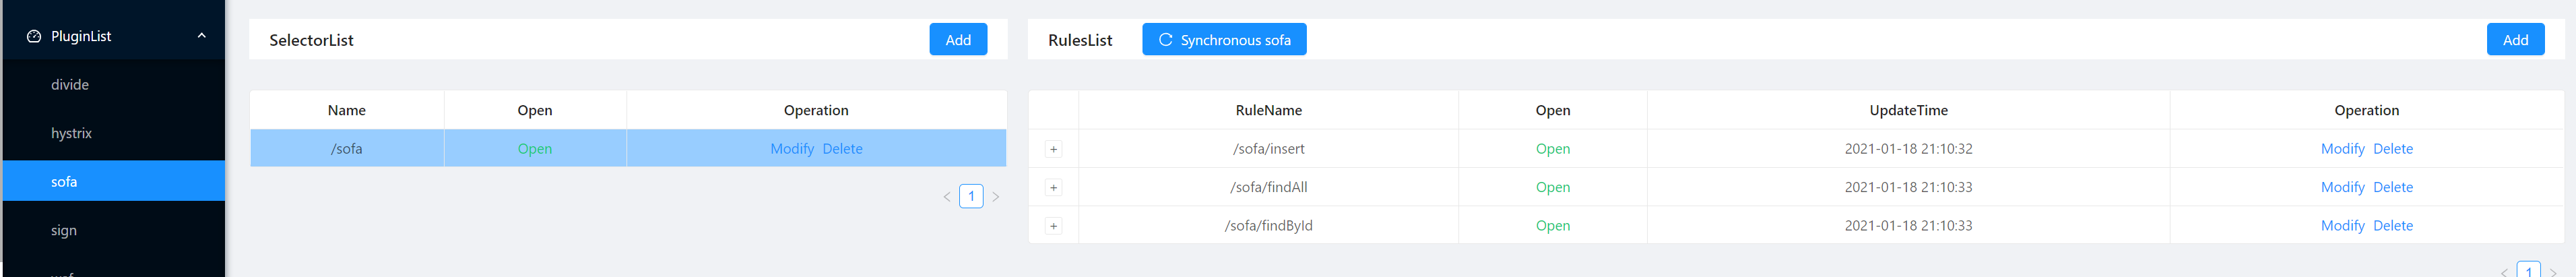 PluginList
divide
hystrix
sofa
sign
SelectorList
Add
Name Open Operation
/sofa Open Modify Delete
1
RulesList
Synchronous sofa
Add
RuleName Open UpdateTime Operation
/sofa/insert Open 2021-01-18 21:10:32 Modify Delete
/sofa/findAll Open 2021-01-18 21:10:33 Modify Delete
/sofa/findById Open 2021-01-18 21:10:33 Modify Delete
1